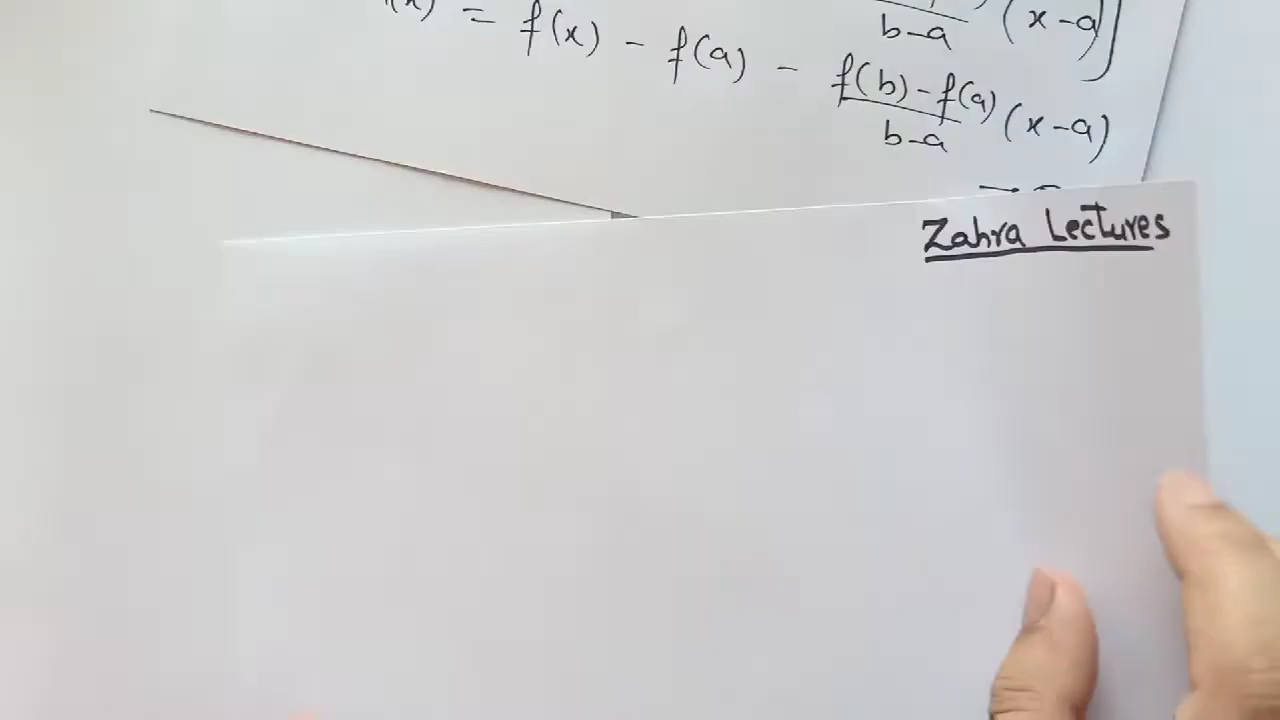 b-a (x-a)]
(x) = f(x) - f(a) - f(b)-f(a)/b-a (x-a)
Zahra Lectures